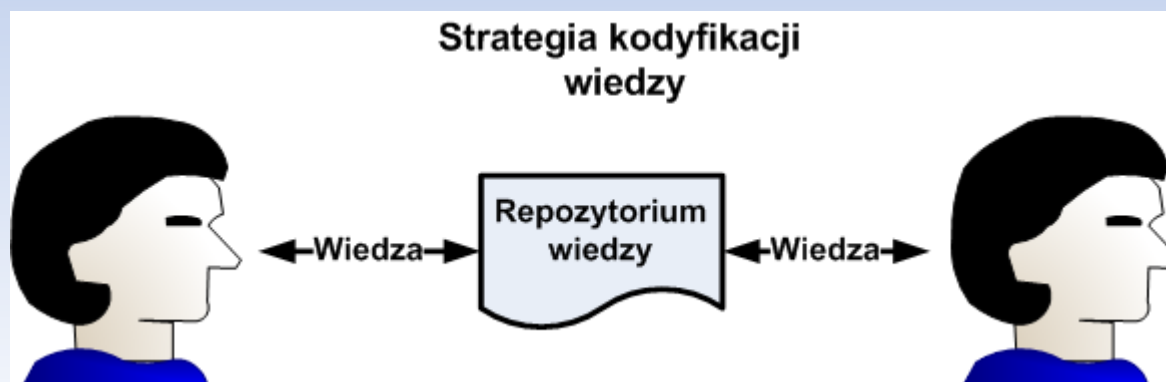 Strategia kodyfikacji
wiedzy
Repozytorium
wiedzy
Wiedza
Wiedza